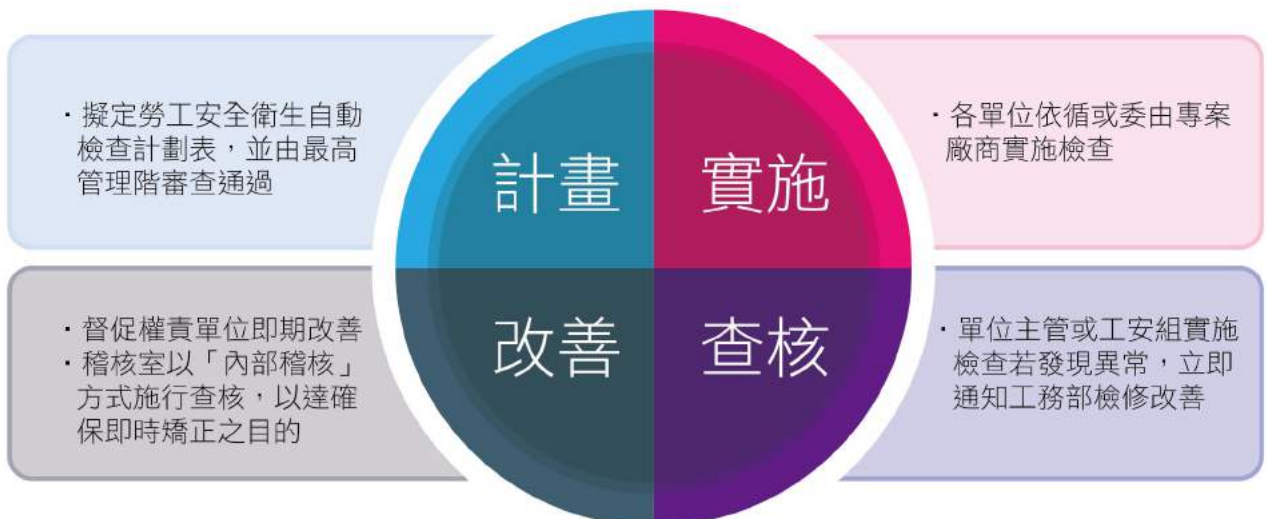 ・擬定勞工安全衛生自動
檢查計劃表，並由最高
管理階審查通過
計畫
實施
・各單位依循或委由專案
廠商實施檢查
・督促權責單位即期改善
・稽核室以「內部稽核」
方式施行查核，以達確
保即時矯正之目的
改善
查核
・單位主管或工安組實施
檢查若發現異常，立即
通知工務部檢修改善